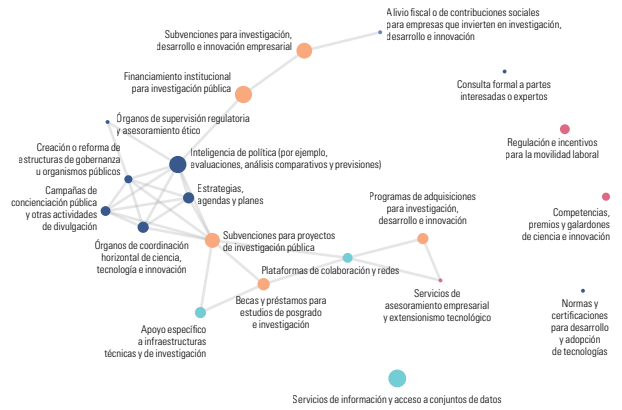 Alivio fiscal o de contribuciones sociales
para empresas que invierten en investigación,
desarrollo e innovación
Subvenciones para investigación,
desarrollo e innovación empresarial
Financiamiento institucional
para investigación pública
Consulta formal a partes
interesadas o expertos
Órganos de supervisión regulatoria
y asesoramiento ético
Regulación e incentivos
para la movilidad laboral
Creación o reforma de
estructuras de gobernanza
u organismos públicos
Inteligencia de política (por ejemplo,
evaluaciones, análisis comparativos y previsiones)
Campañas de
concienciación pública
y otras actividades
de divulgación
Estrategias,
agendas y planes
Programas de adquisiciones
para investigación,
desarrollo e innovación
Competencias,
premios y galardones
de ciencia e innovación
Órganos de coordinación
horizontal de ciencia,
tecnología e innovación
Subvenciones para proyectos
de investigación pública
Plataformas de colaboración y redes
Servicios de
asesoramiento empresarial
y extensionismo tecnológico
Becas y préstamos para
estudios de posgrado
e investigación
Normas y
certificaciones
para desarrollo
y adopción
de tecnologías
Apoyo específico
a infraestructuras
técnicas y de investigación
Servicios de información y acceso a conjuntos de datos